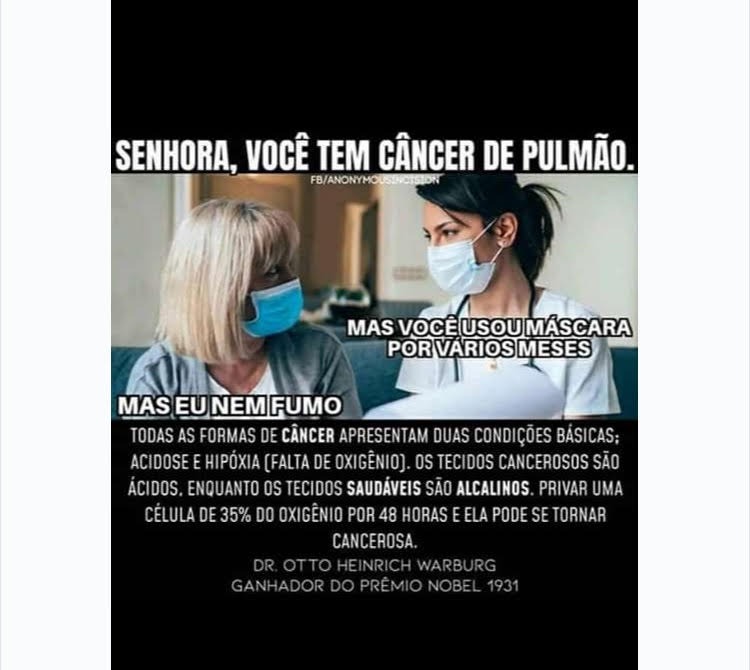 SENHORA, VOCÊ TEM CÂNCER DE PULMÃO.
FB/ANONYMOUSINCISION
MAS VOCÊ USOU MÁSCARA
POR VÁRIOS MESES
MAS EU NEM FUMO
TODAS AS FORMAS DE CÂNCER APRESENTAM DUAS CONDIÇÕES BÁSICAS;
ACIDOSE E HIPÓXIA (FALTA DE OXIGÊNIO). OS TECIDOS CANCEROSOS SÃO
ÁCIDOS, ENQUANTO OS TECIDOS SAUDÁVEIS SÃO ALCALINOS. PRIVAR UMA
CÉLULA DE 35% DO OXIGÊNIO POR 48 HORAS E ELA PODE SE TORNAR
CANCEROSA.
DR. OTTO HEINRICH WARBURG
GANHADOR DO PRÊMIO NOBEL 1931